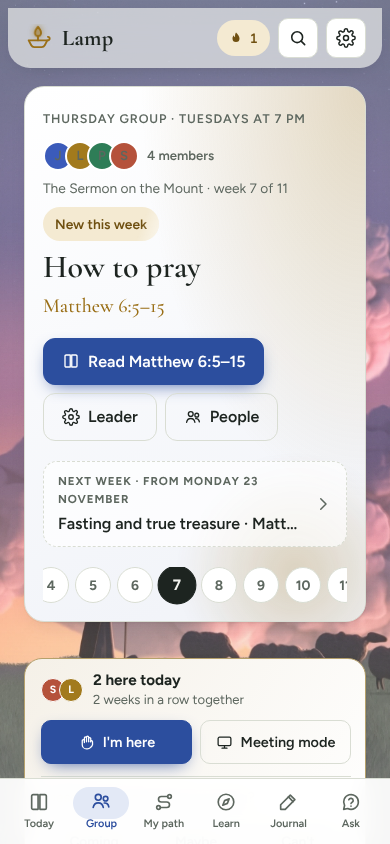 Lamp
1
THURSDAY GROUP · TUESDAYS AT 7 PM
L S
4 members
The Sermon on the Mount · week 7 of 11
New this week
How to pray
Matthew 6:5–15
Read Matthew 6:5–15
Leader
People
NEXT WEEK · FROM MONDAY 23
NOVEMBER
Fasting and true treasure · Matt...
4 5 6 7 8 9 10
S L
2 here today
2 weeks in a row together
I'm here
Meeting mode
Today
Group
My path
Learn
Journal
Ask